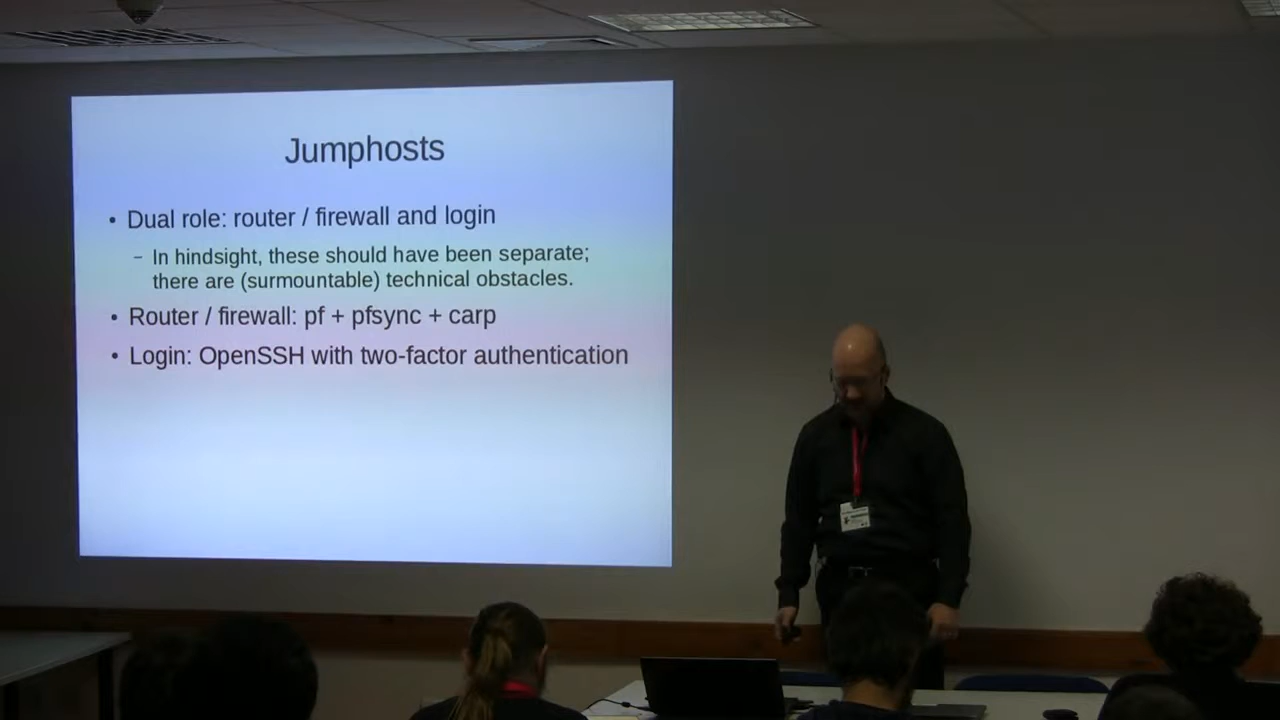 Jumphosts
• Dual role: router / firewall and login
– In hindsight, these should have been separate;
there are (surmountable) technical obstacles.
• Router / firewall: pf + pfsync + carp
• Login: OpenSSH with two-factor authentication